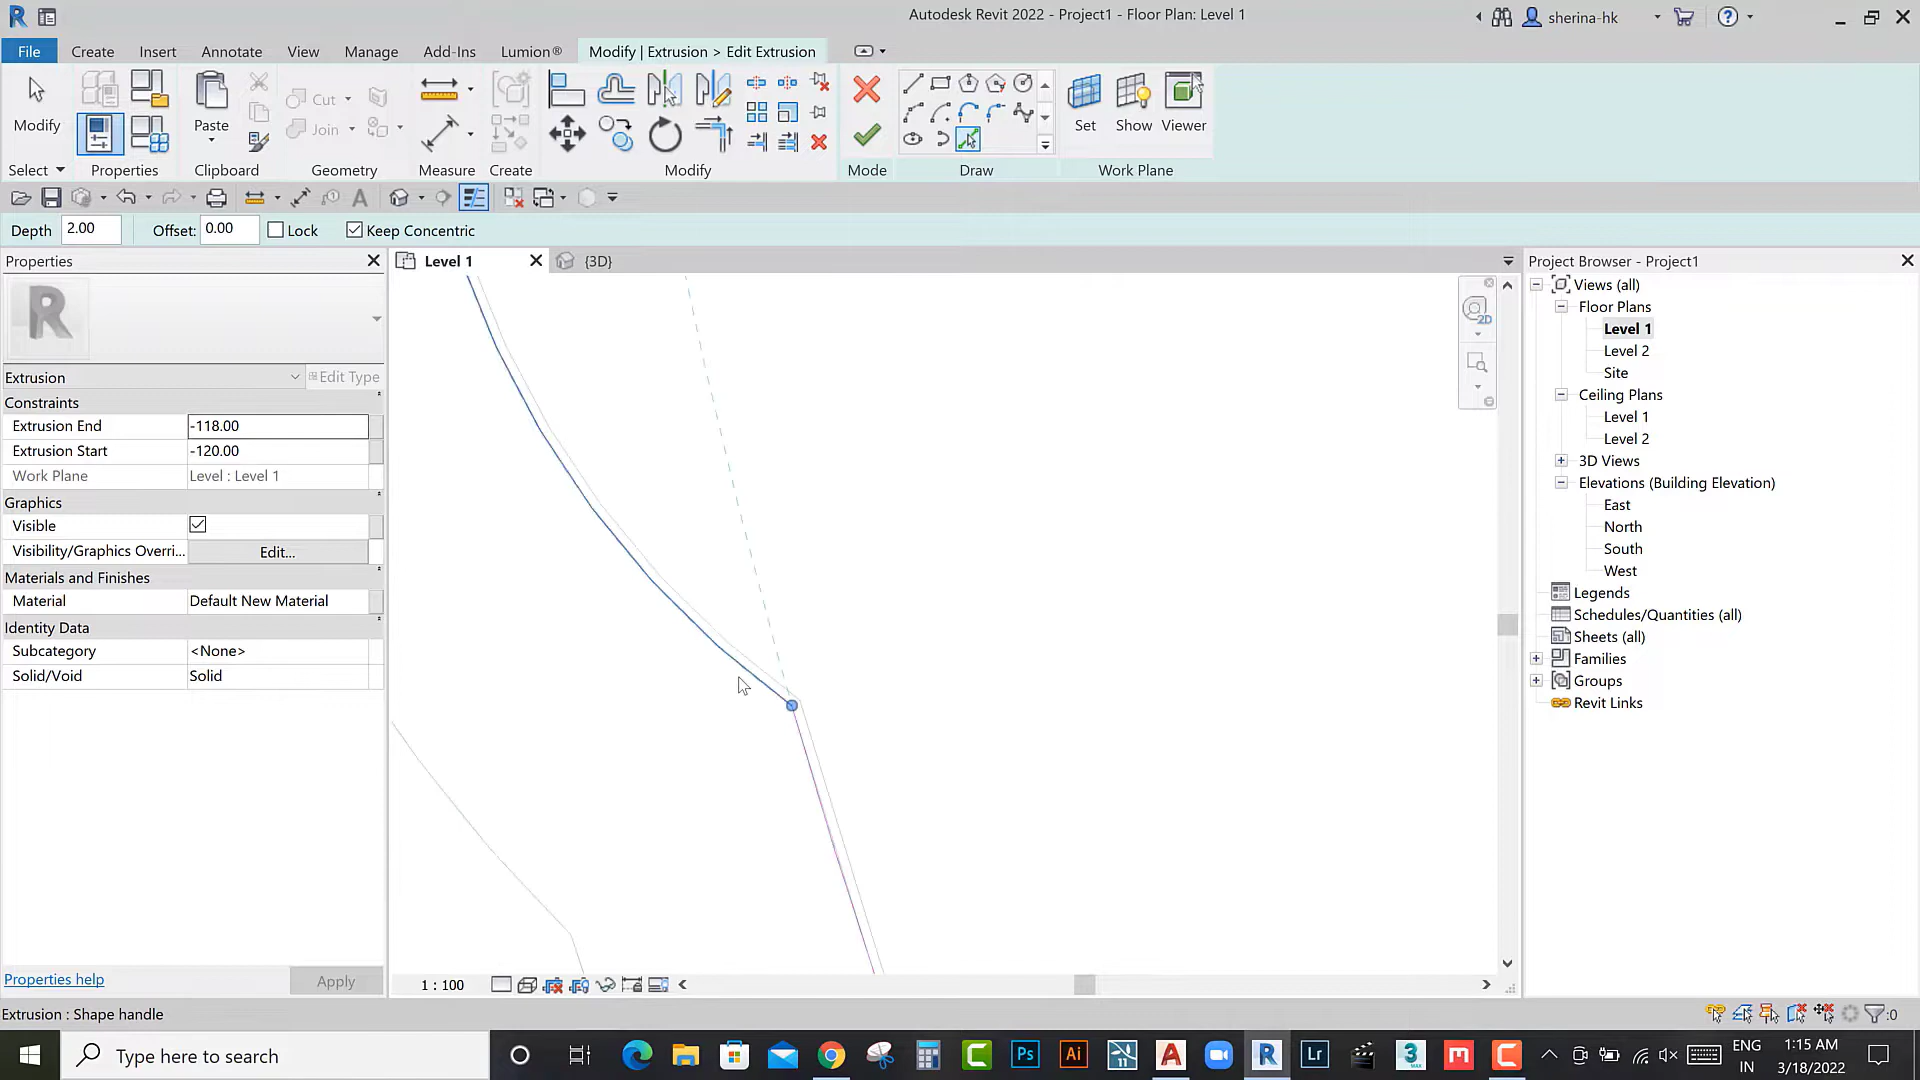 Autodesk Revit 2022 - Project1 - Floor Plan: Level 1
sherina-hk
File Create Insert Annotate View Manage Add-Ins Lumion® Modify | Extrusion > Edit Extrusion
Modify Paste Cut Join Set Show Viewer
Select Properties Clipboard Geometry Measure Create Modify Mode Draw Work Plane
Depth 2.00 Offset: 0.00 Lock Keep Concentric
Properties
Level 1
{3D}
Extrusion
Edit Type
Constraints
Extrusion End -118.00
Extrusion Start -120.00
Work Plane Level : Level 1
Graphics
Visible
Visibility/Graphics Overri... Edit...
Materials and Finishes
Material Default New Material
Identity Data
Subcategory <None>
Solid/Void Solid
Properties help
Apply
2D
1 : 100
Project Browser - Project1
Views (all)
Floor Plans
Level 1
Level 2
Site
Ceiling Plans
Level 1
Level 2
3D Views
Elevations (Building Elevation)
East
North
South
West
Legends
Schedules/Quantities (all)
Sheets (all)
Families
Groups
Revit Links
Extrusion : Shape handle
:0
Type here to search
Ps
Ai
11
A
R
Lr
3
ENG
IN
1:15 AM
3/18/2022